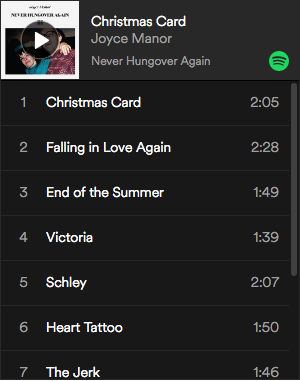 NEVER HUNGOVER AGAIN
Christmas Card
Joyce Manor
Never Hungover Again
1 Christmas Card 2:05
2 Falling in Love Again 2:28
3 End of the Summer 1:49
4 Victoria 1:39
5 Schley 2:07
6 Heart Tattoo 1:50
7 The Jerk 1:46